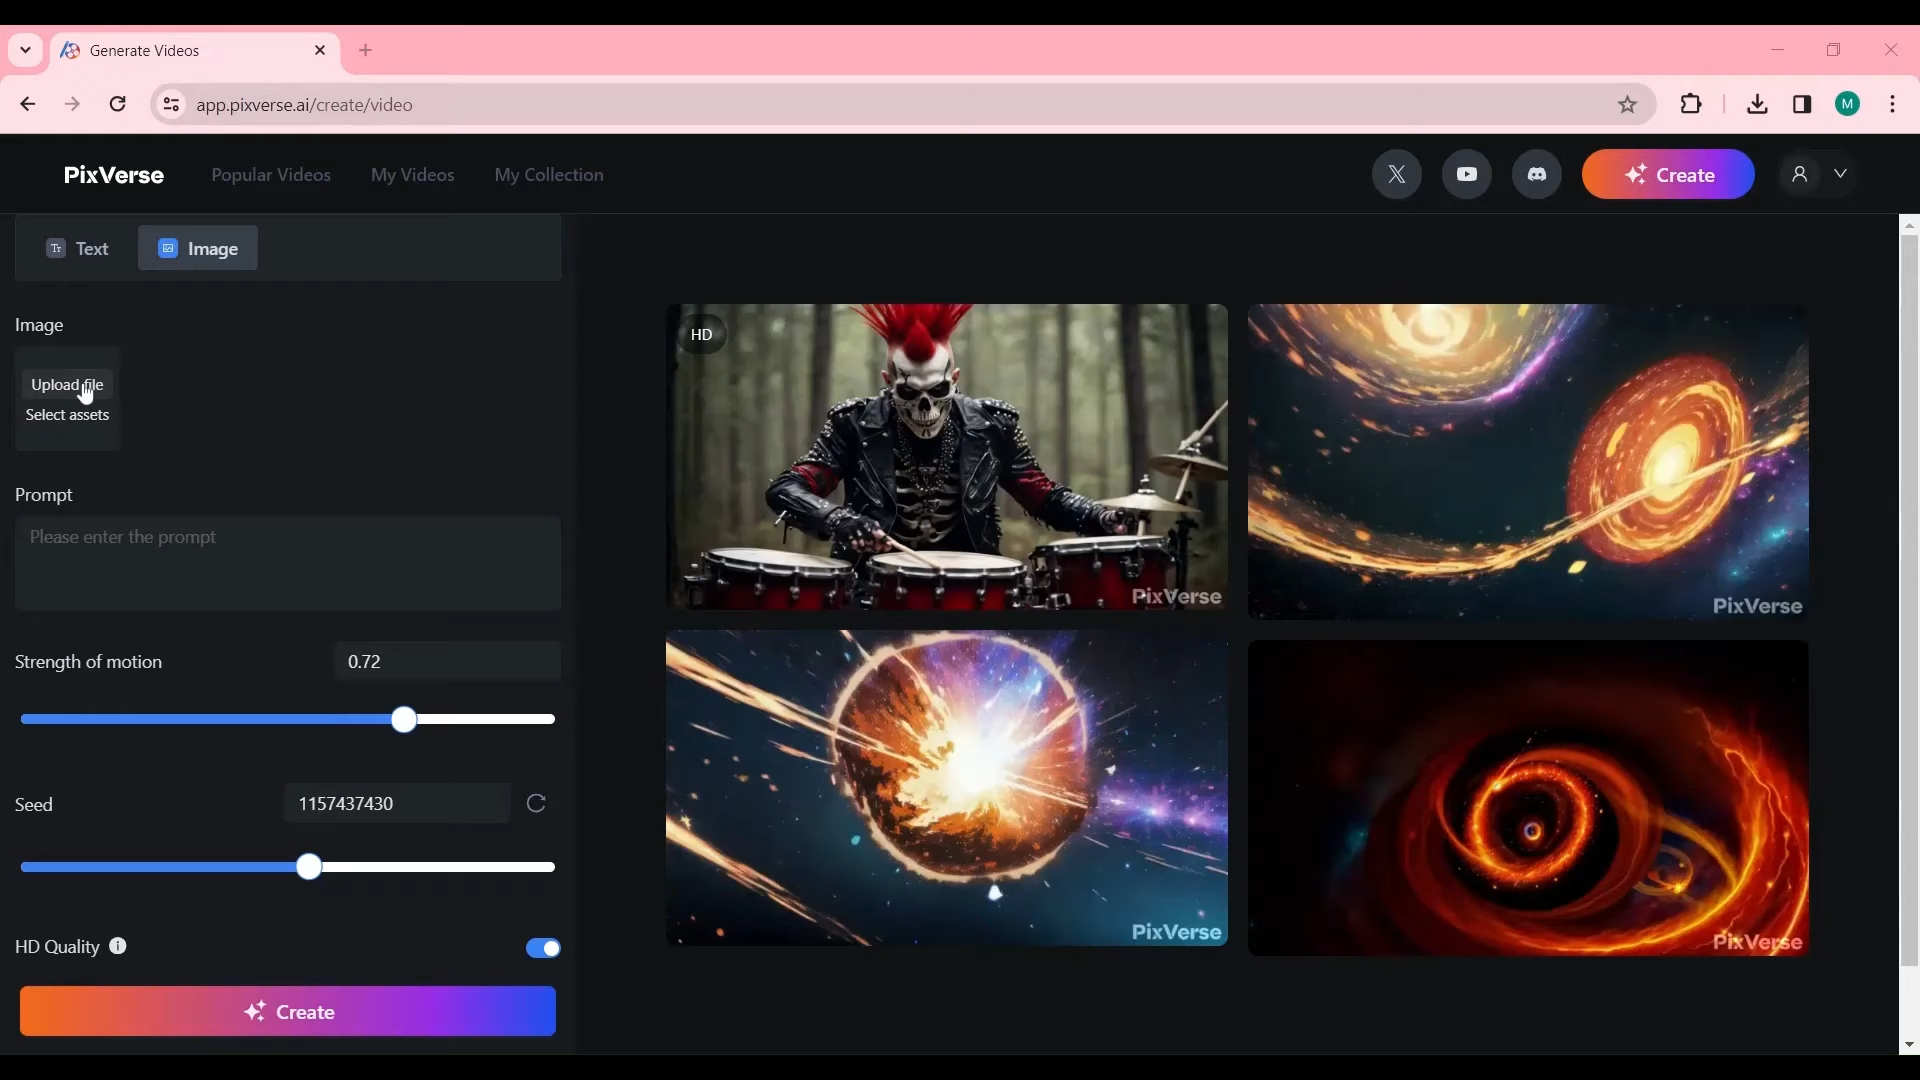 Generate Videos
app.pixverse.ai/create/video
M
PixVerse
Popular Videos
My Videos
My Collection
Create
Tт Text
Image
Image
Upload file
Select assets
Prompt
Please enter the prompt
Strength of motion
0.72
Seed
1157437430
HD Quality
Create
HD
PixVerse
PixVerse
PixVerse
PixVerse